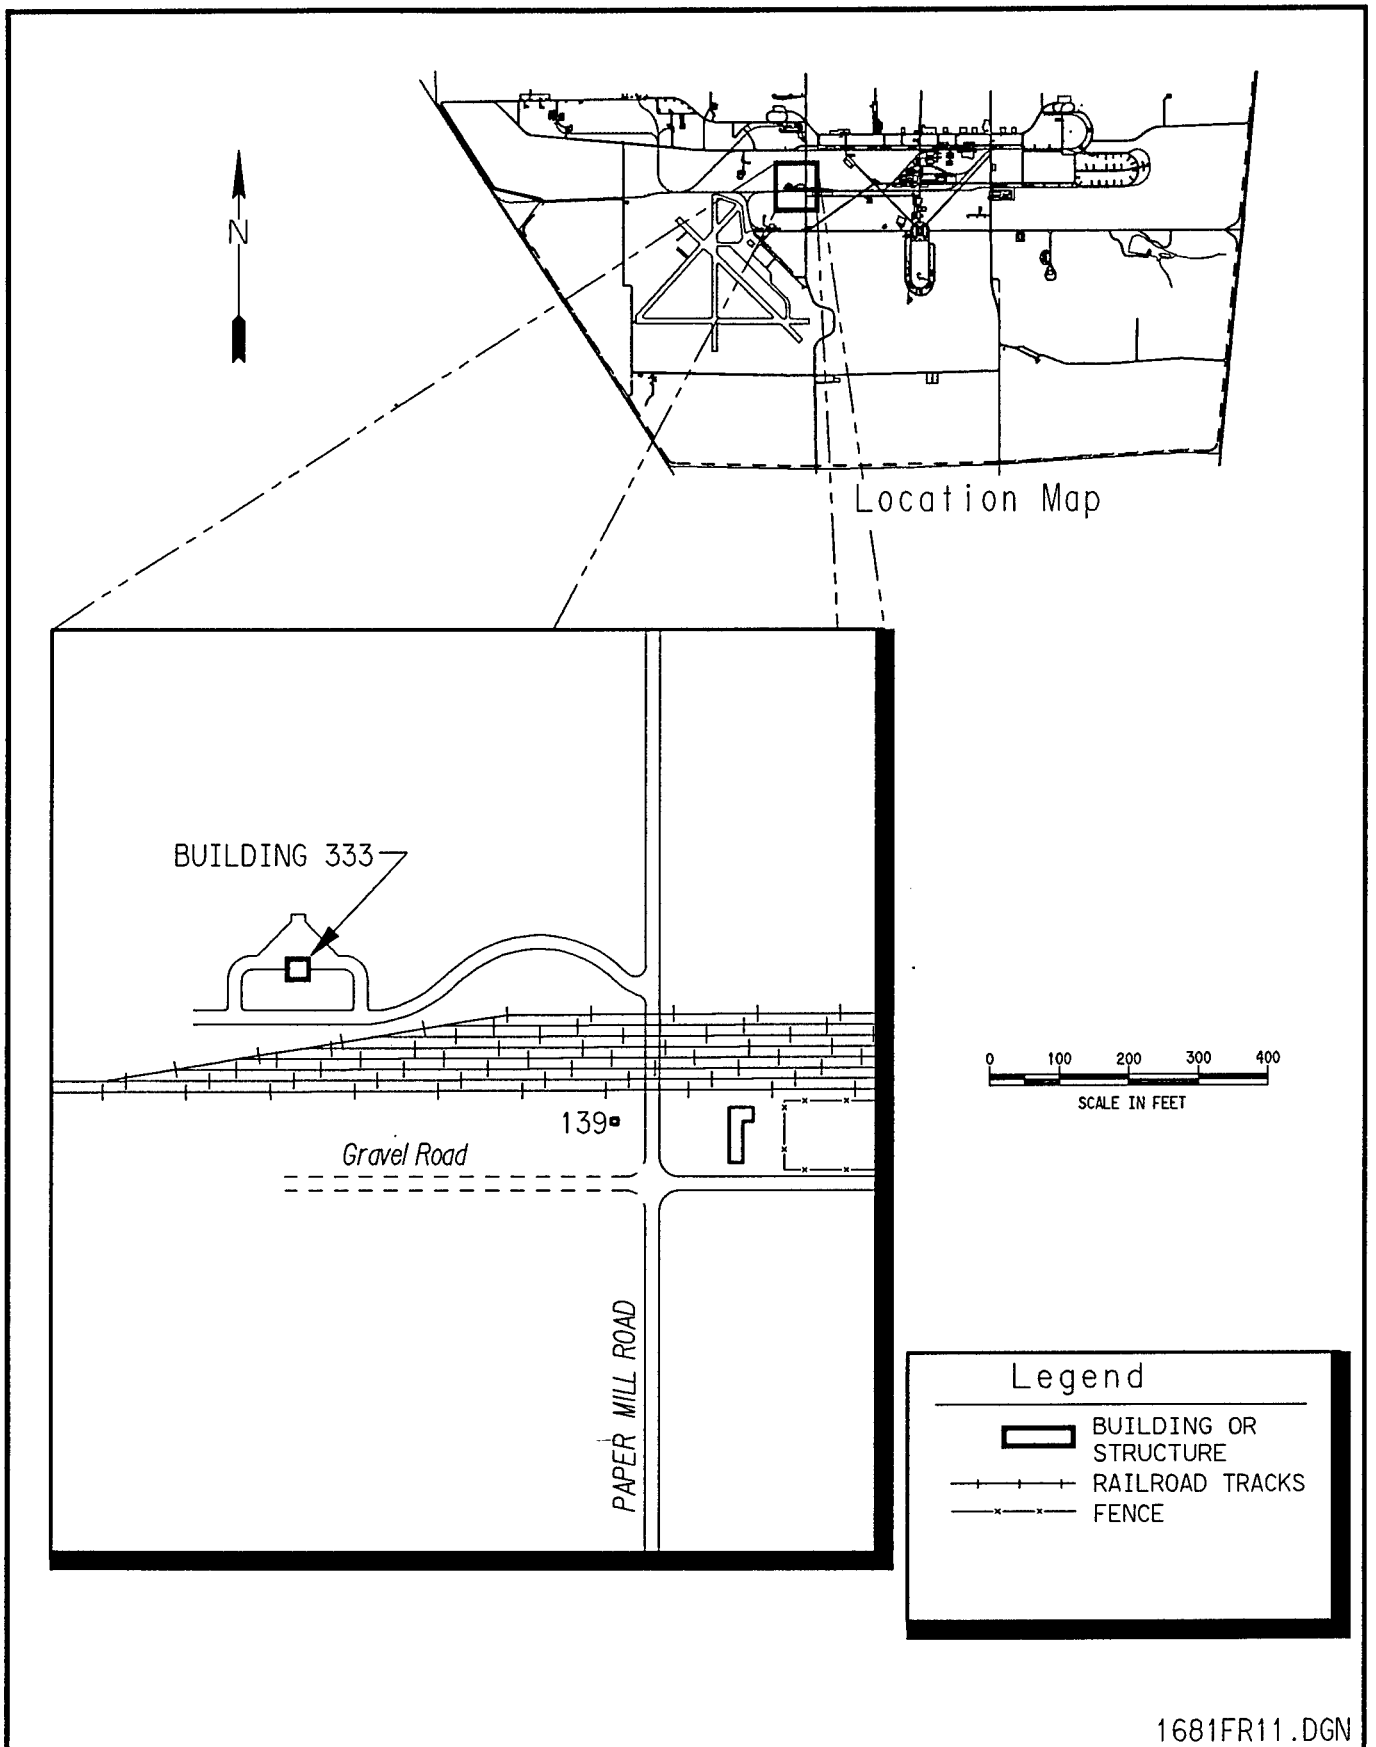 N
Location Map
BUILDING 333
0 100 200 300 400
SCALE IN FEET
139
Gravel Road
PAPER MILL ROAD
Legend
BUILDING OR
STRUCTURE
RAILROAD TRACKS
FENCE
1681FR11.DGN